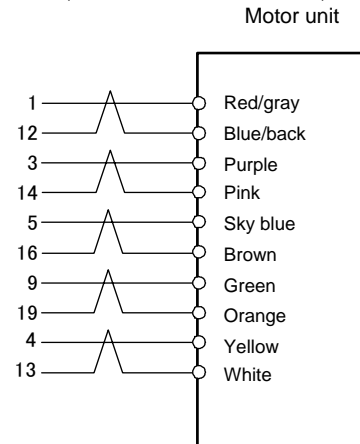 Motor unit
1 Red/gray
12 Blue/back
3 Purple
14 Pink
5 Sky blue
16 Brown
9 Green
19 Orange
4 Yellow
13 White